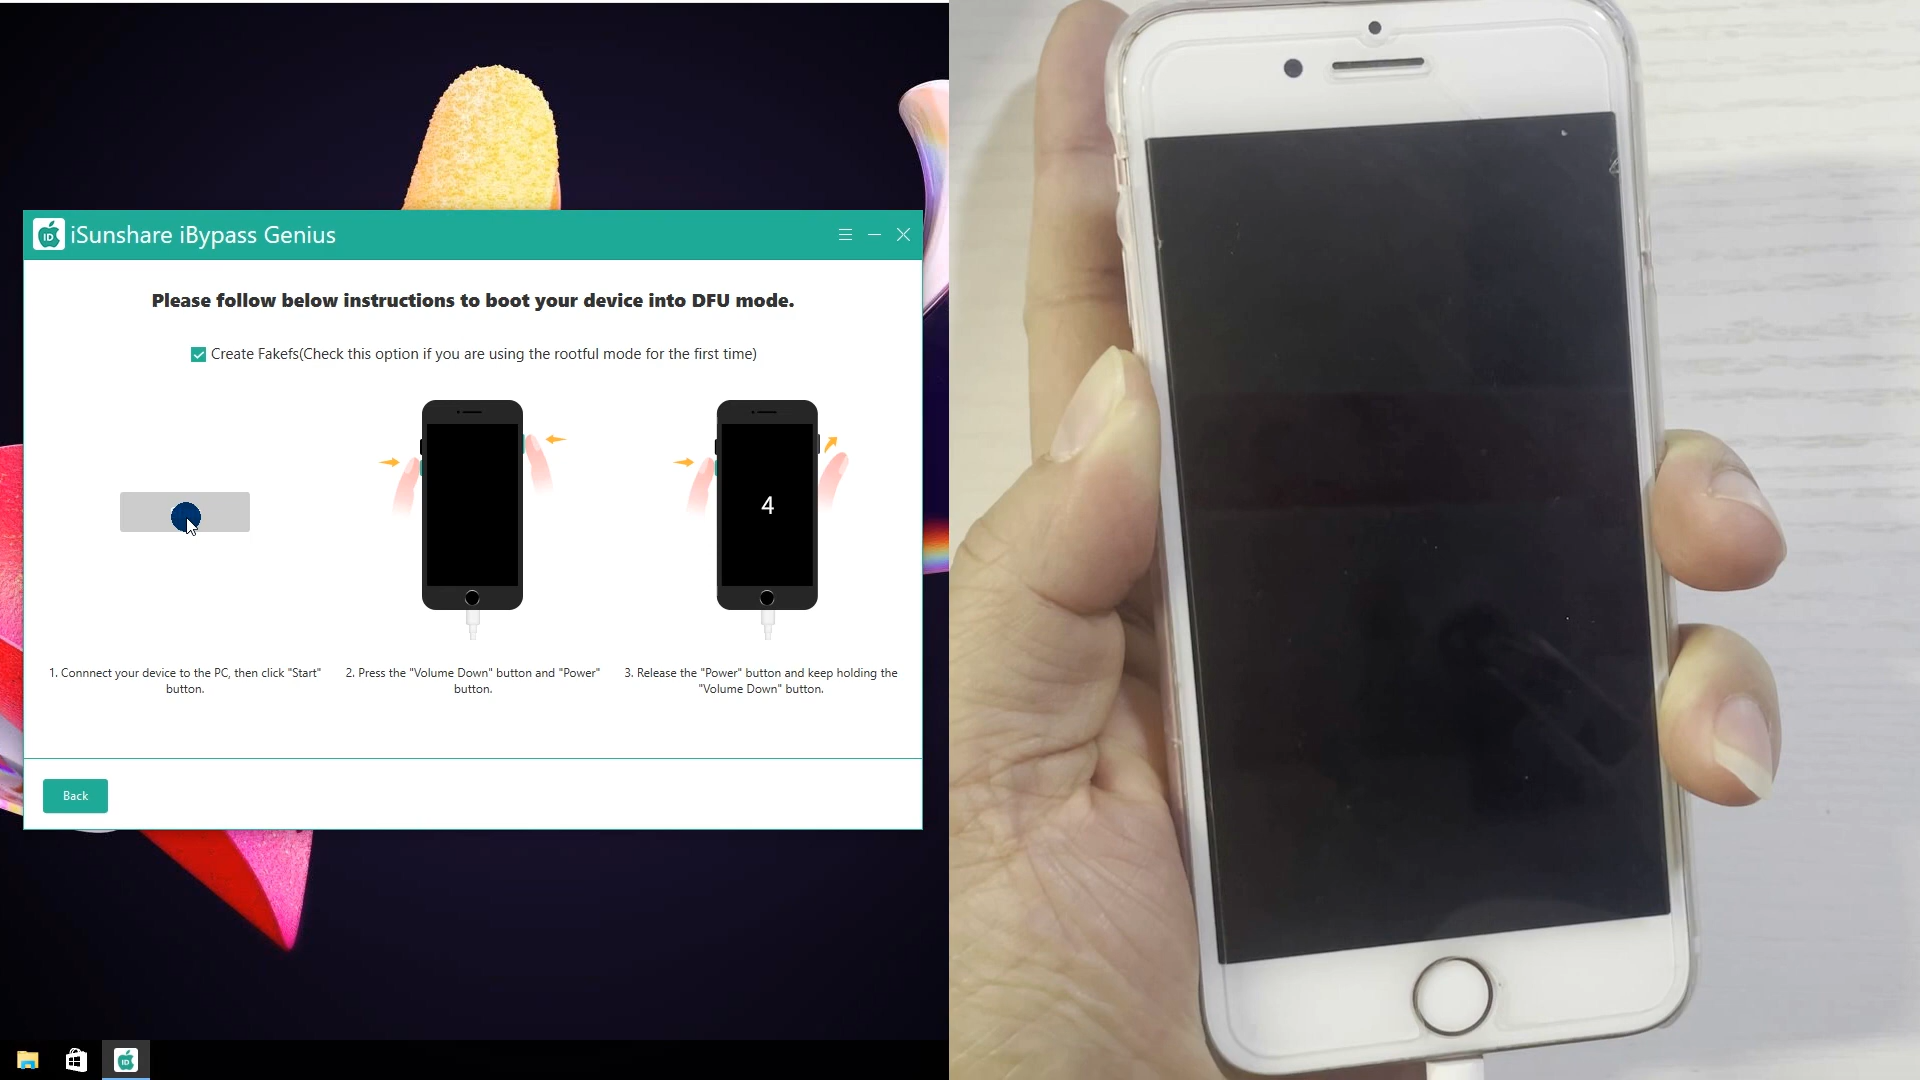 iD
iSunshare iBypass Genius
Please follow below instructions to boot your device into DFU mode.
Create Fakefs(Check this option if you are using the rootful mode for the first time)
4
1. Connnect your device to the PC, then click "Start"
button.
2. Press the "Volume Down" button and "Power"
button.
3. Release the "Power" button and keep holding the
"Volume Down" button.
Back
iD